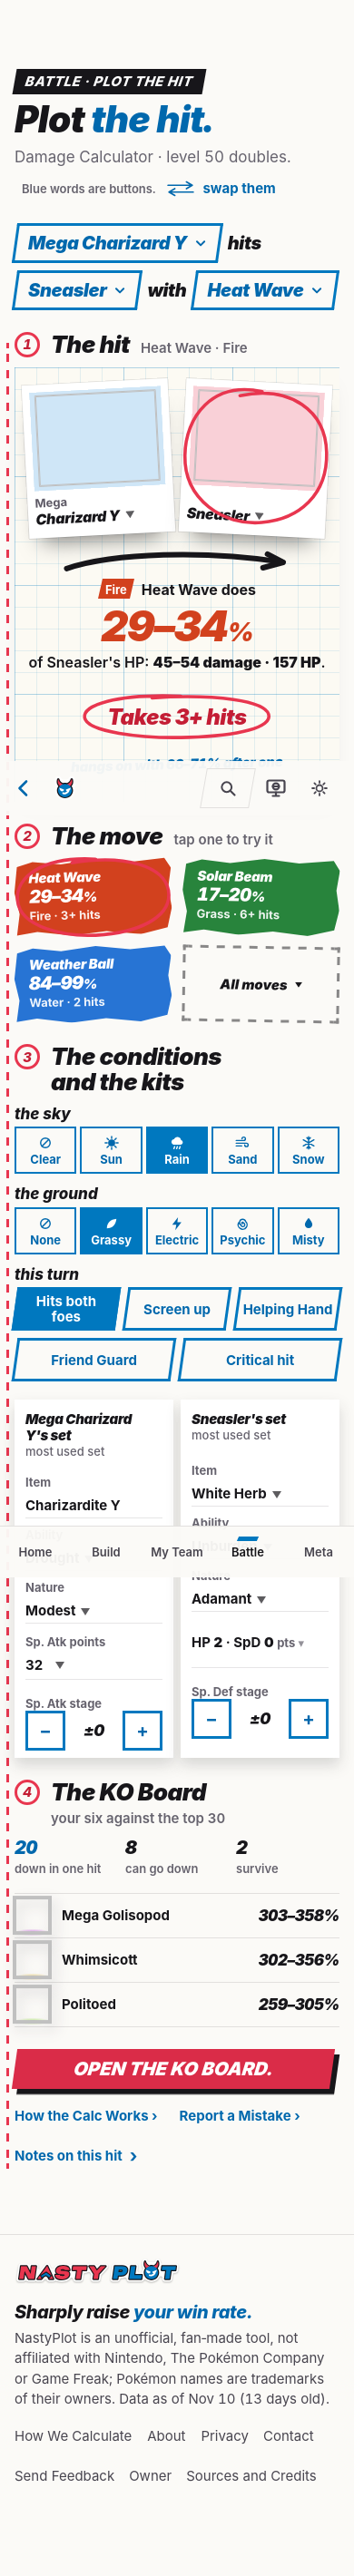 BATTLE · PLOT THE HIT
Plot the hit.
Damage Calculator · level 50 doubles.
Blue words are buttons. swap them
Mega Charizard Y hits
Sneasler with Heat Wave
1 The hit Heat Wave · Fire
Mega
Charizard Y
Sneasler
Fire Heat Wave does
29–34%
of Sneasler's HP: 45–54 damage · 157 HP.
Takes 3+ hits
2 The move tap one to try it
Heat Wave
29–34%
Fire · 3+ hits
Solar Beam
17–20%
Grass · 6+ hits
Weather Ball
84–99%
Water · 2 hits
All moves
3 The conditions
and the kits
the sky
Clear Sun Rain Sand Snow
the ground
None Grassy Electric Psychic Misty
this turn
Hits both
foes
Screen up Helping Hand
Friend Guard Critical hit
Mega Charizard
Y's set
most used set
Item
Charizardite Y
Sneasler's set
most used set
Item
White Herb
Ability
Home Build My Team Battle Meta
Nature
Modest
Sp. Atk points
32
Sp. Atk stage
– ±0 +
Nature
Adamant
HP 2 · SpD 0 pts
Sp. Def stage
– ±0 +
4 The KO Board
your six against the top 30
20 8 2
down in one hit can go down survive
Mega Golisopod 303–358%
Whimsicott 302–356%
Politoed 259–305%
OPEN THE KO BOARD.
How the Calc Works › Report a Mistake ›
Notes on this hit ›
NASTY PLOT
Sharply raise your win rate.
NastyPlot is an unofficial, fan-made tool, not
affiliated with Nintendo, The Pokémon Company
or Game Freak; Pokémon names are trademarks
of their owners. Data as of Nov 10 (13 days old).
How We Calculate About Privacy Contact
Send Feedback Owner Sources and Credits